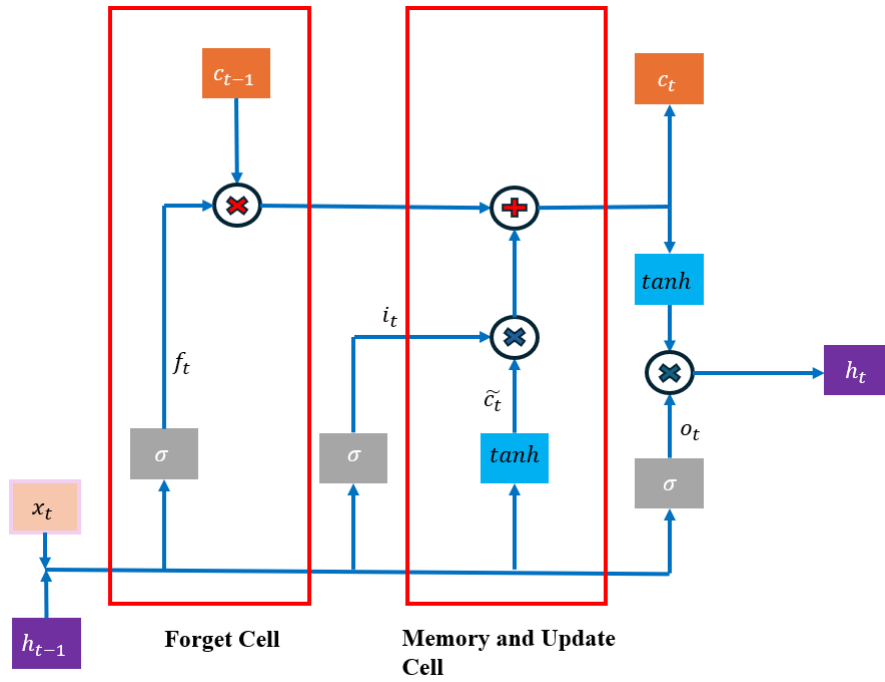 c_{t−1}
c_t
tanh
i_t
f_t
h_t
c̃_t
o_t
σ
σ
tanh
σ
x_t
h_{t−1}
Forget Cell
Memory and Update
Cell